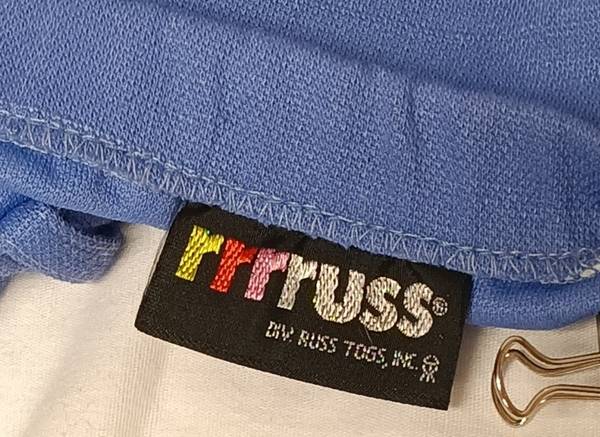 rrrruss®
DIV. RUSS TOGS, INC.